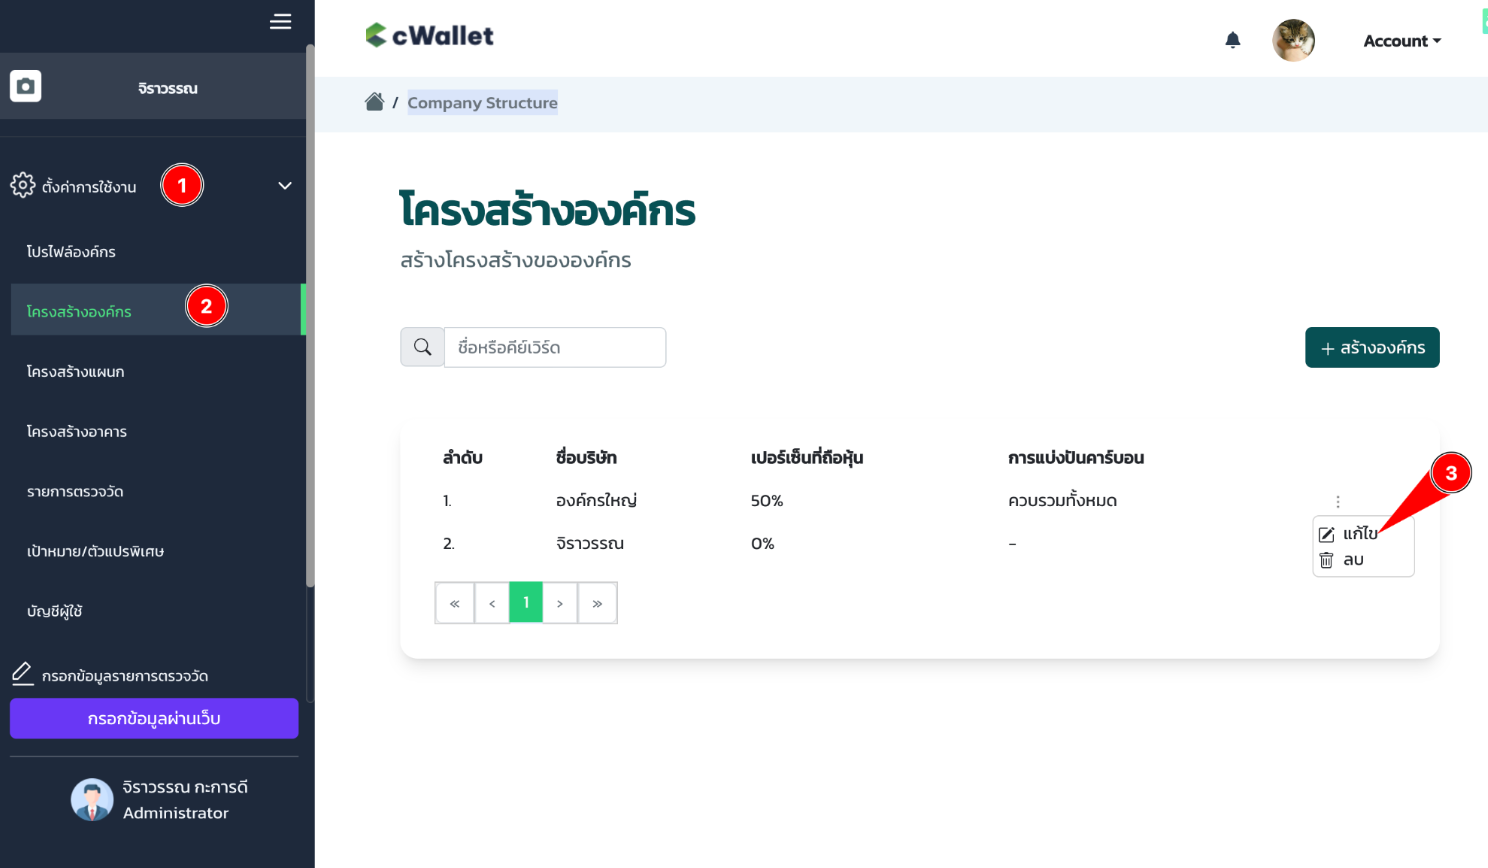 จิราวรรณ
ตั้งค่าการใช้งาน
1
โปรไฟล์องค์กร
โครงสร้างองค์กร
2
โครงสร้างแผนก
โครงสร้างอาคาร
รายการตรวจวัด
เป้าหมาย/ตัวแปรพิเศษ
บัญชีผู้ใช้
กรอกข้อมูลรายการตรวจวัด
กรอกข้อมูลผ่านเว็บ
จิราวรรณ กะการดี
Administrator
cWallet
Account
/ Company Structure
โครงสร้างองค์กร
สร้างโครงสร้างขององค์กร
ชื่อหรือคีย์เวิร์ด
+ สร้างองค์กร
ลำดับ ชื่อบริษัท เปอร์เซ็นที่ถือหุ้น การแบ่งปันคาร์บอน
3
1. องค์กรใหญ่ 50% ควบรวมทั้งหมด
แก้ไข
2. จิราวรรณ 0% -
ลบ
« < 1 > »